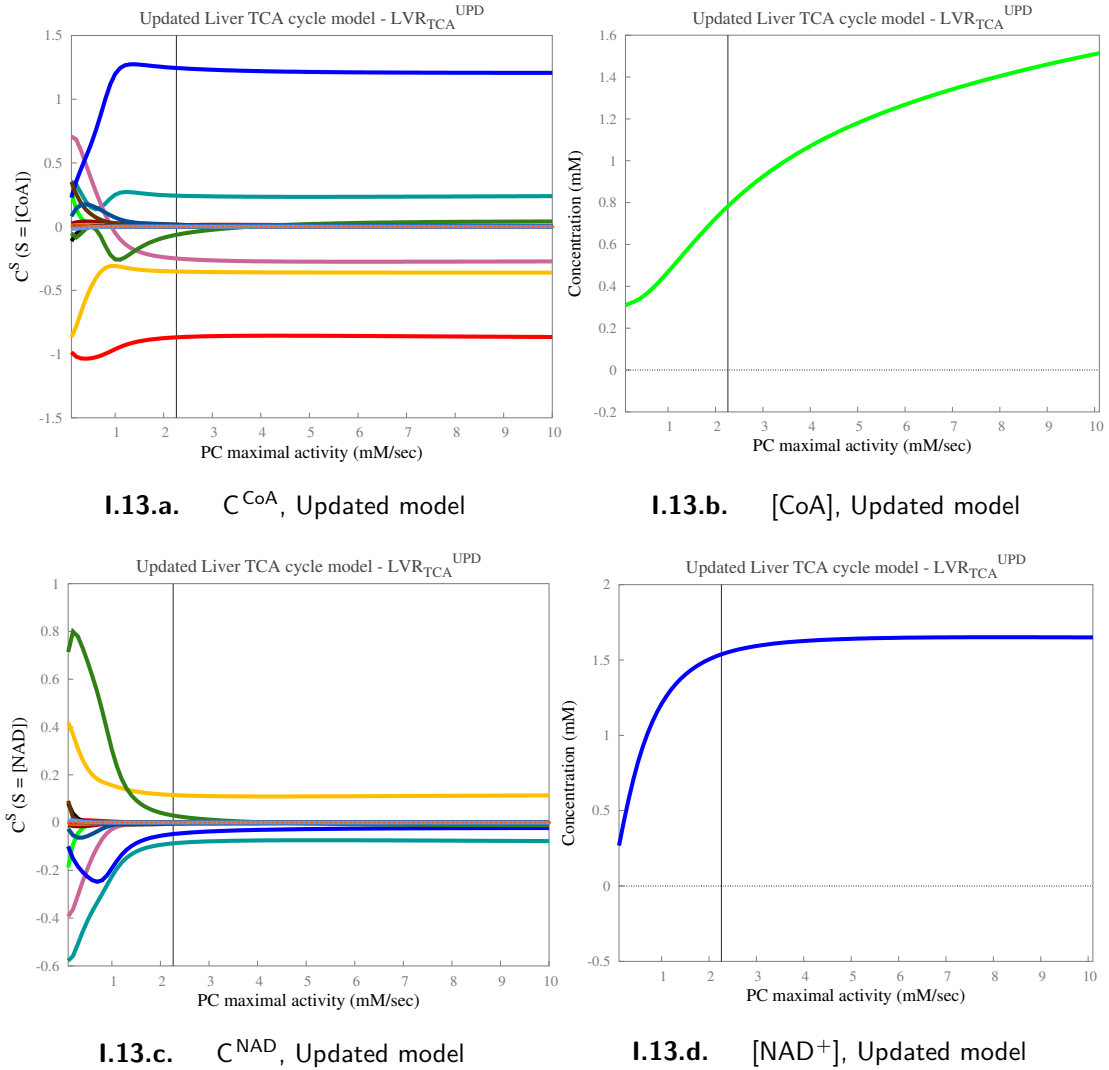 Updated Liver TCA cycle model - LVR_TCA^UPD
C^S (S = [CoA])
1.5
1
0.5
0
-0.5
-1
-1.5
1 2 3 4 5 6 7 8 9 10
PC maximal activity (mM/sec)
I.13.a. C^CoA, Updated model
Updated Liver TCA cycle model - LVR_TCA^UPD
Concentration (mM)
1.6
1.4
1.2
1
0.8
0.6
0.4
0.2
0
-0.2
1 2 3 4 5 6 7 8 9 10
PC maximal activity (mM/sec)
I.13.b. [CoA], Updated model
Updated Liver TCA cycle model - LVR_TCA^UPD
C^S (S = [NAD])
1
0.8
0.6
0.4
0.2
0
-0.2
-0.4
-0.6
1 2 3 4 5 6 7 8 9 10
PC maximal activity (mM/sec)
I.13.c. C^NAD, Updated model
Updated Liver TCA cycle model - LVR_TCA^UPD
Concentration (mM)
2
1.5
1
0.5
0
-0.5
1 2 3 4 5 6 7 8 9 10
PC maximal activity (mM/sec)
I.13.d. [NAD⁺], Updated model